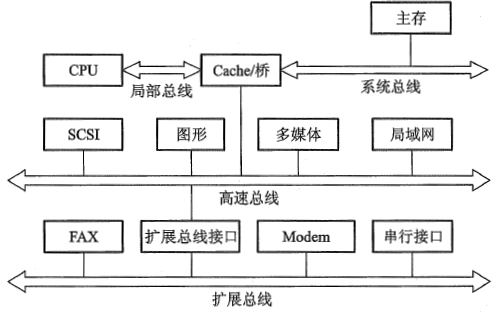 主存
CPU
Cache/桥
局部总线
系统总线
SCSI
图形
多媒体
局域网
高速总线
FAX
扩展总线接口
Modem
串行接口
扩展总线